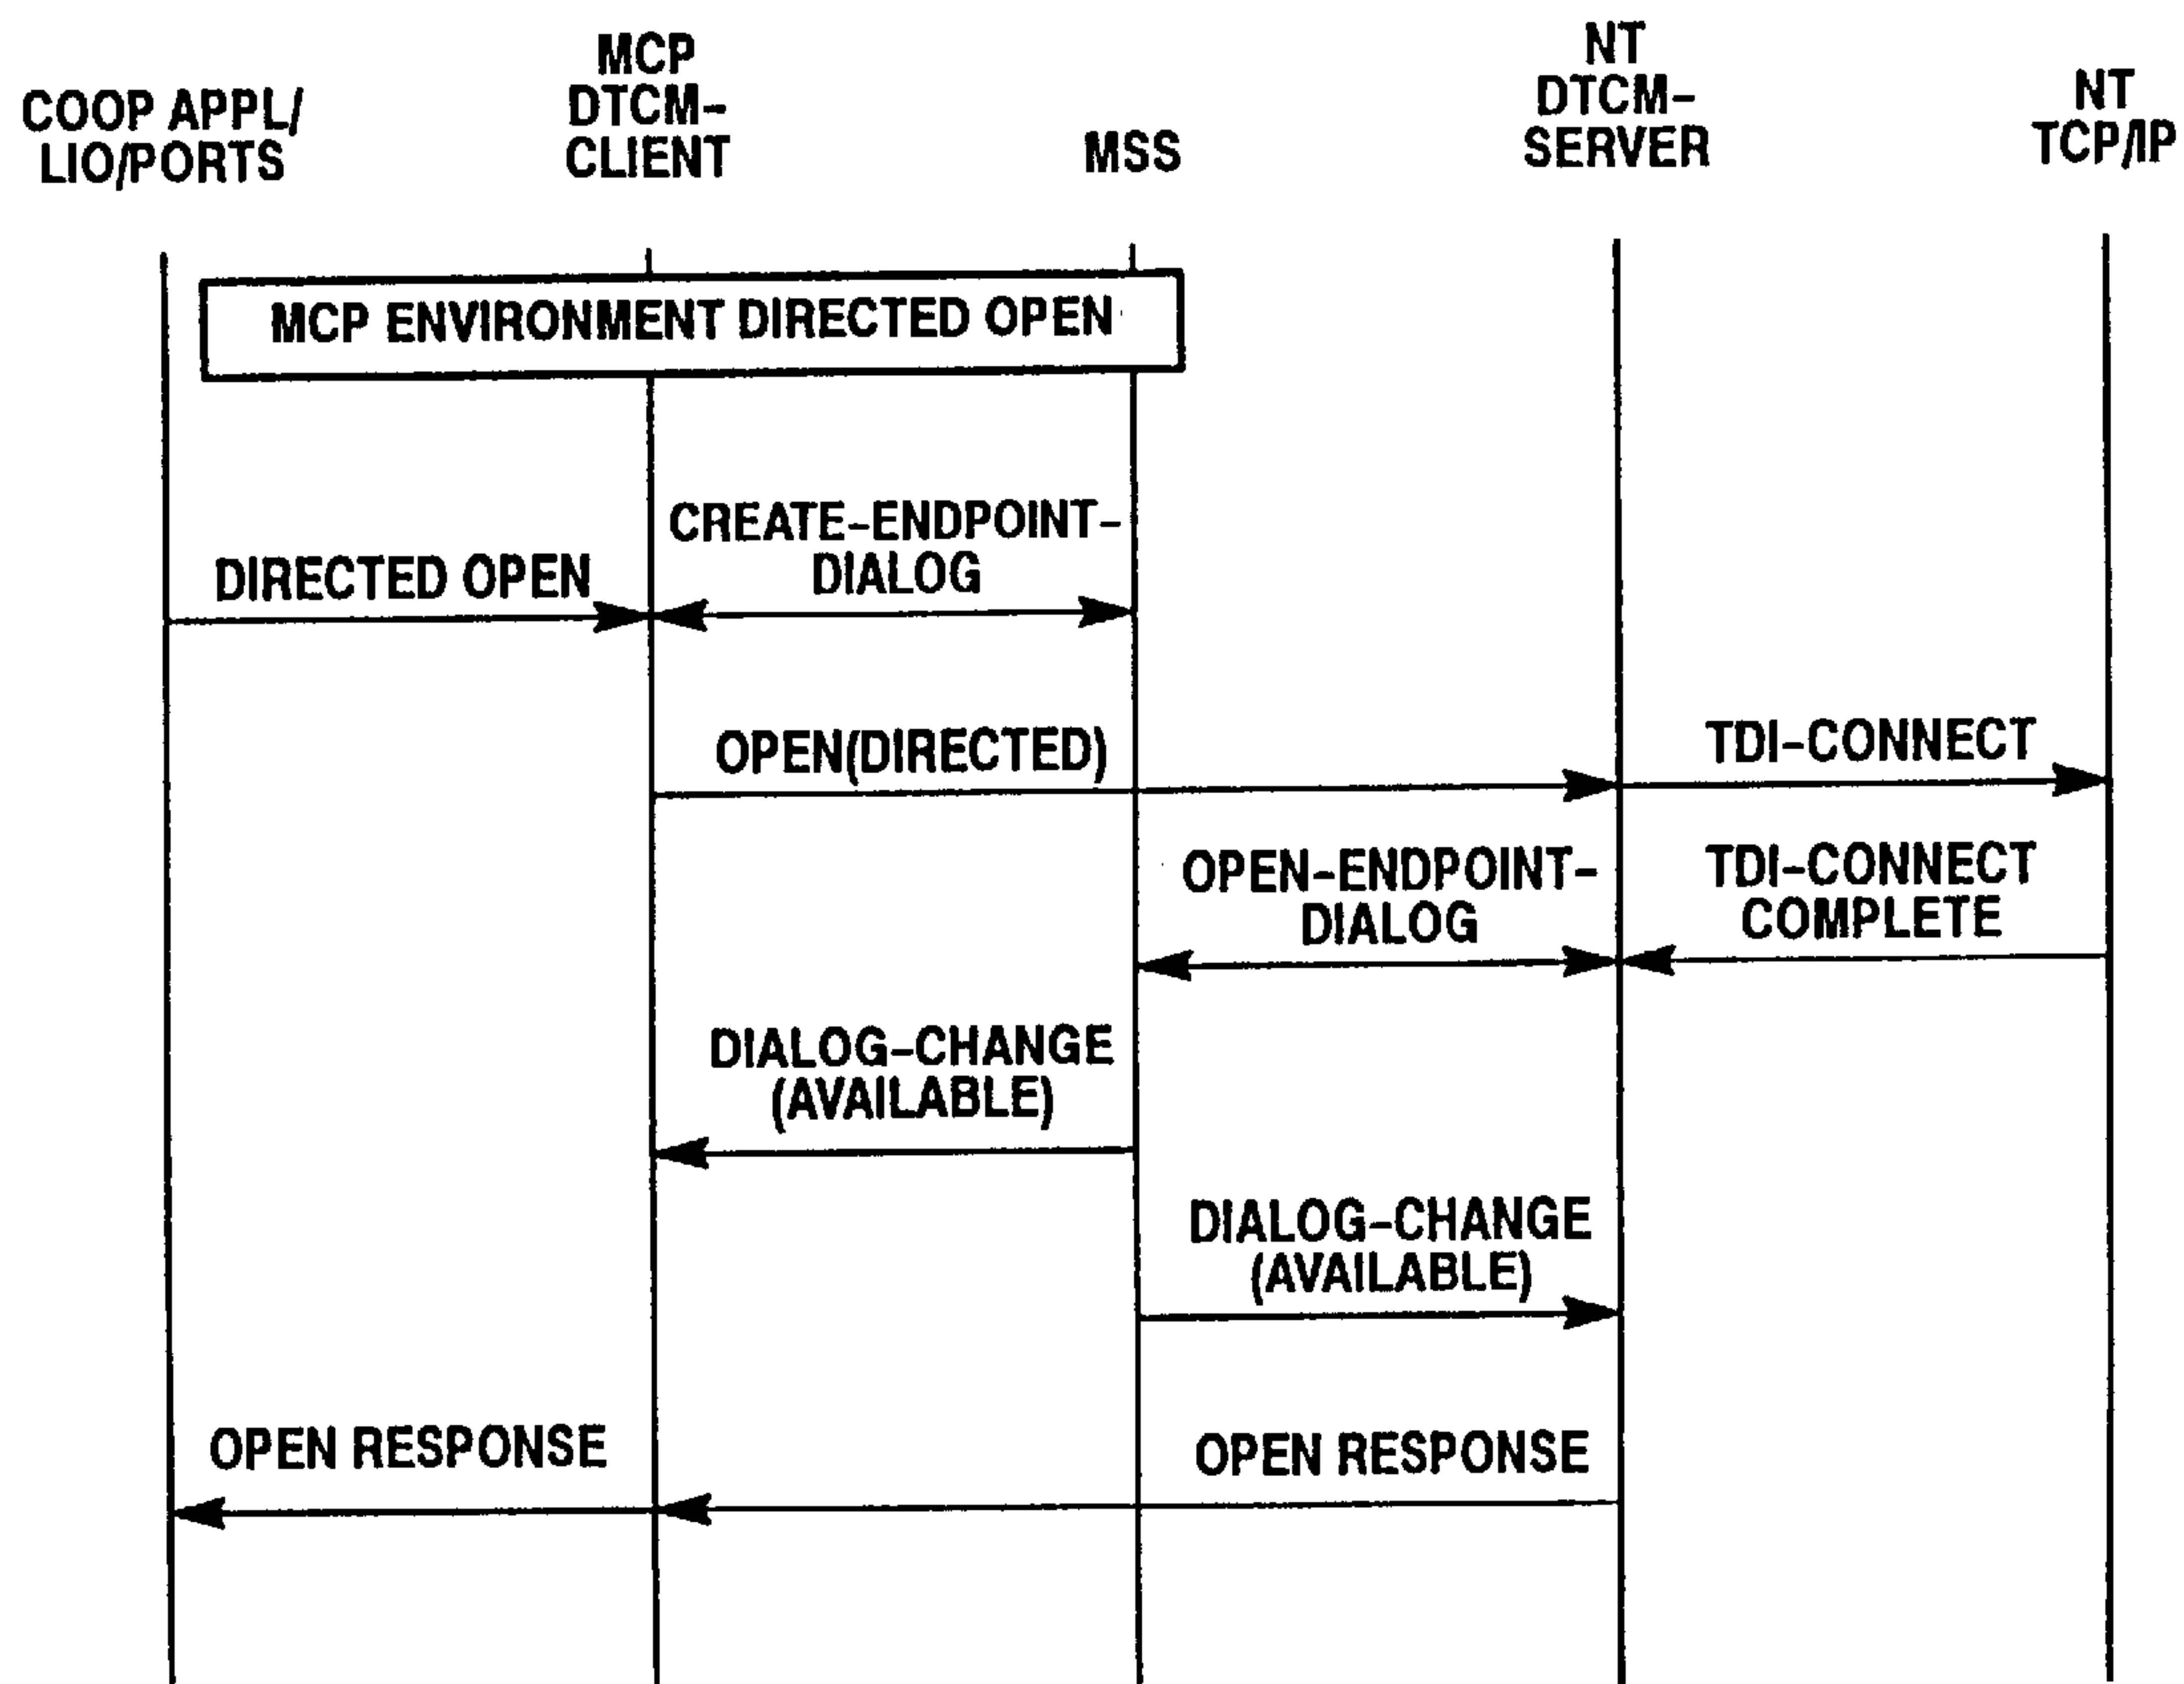 COOP APPL/
LIO/PORTS
MCP
DTCM-
CLIENT
MSS
NT
DTCM-
SERVER
NT
TCP/IP
MCP ENVIRONMENT DIRECTED OPEN
DIRECTED OPEN
CREATE-ENDPOINT-
DIALOG
OPEN(DIRECTED)
TDI-CONNECT
OPEN-ENDPOINT-
DIALOG
TDI-CONNECT
COMPLETE
DIALOG-CHANGE
(AVAILABLE)
DIALOG-CHANGE
(AVAILABLE)
OPEN RESPONSE
OPEN RESPONSE